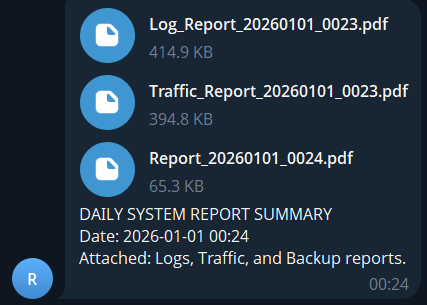 Log_Report_20260101_0023.pdf
414.9 KB
Traffic_Report_20260101_0023.pdf
394.8 KB
Report_20260101_0024.pdf
65.3 KB
DAILY SYSTEM REPORT SUMMARY
Date: 2026-01-01 00:24
Attached: Logs, Traffic, and Backup reports.
R
00:24